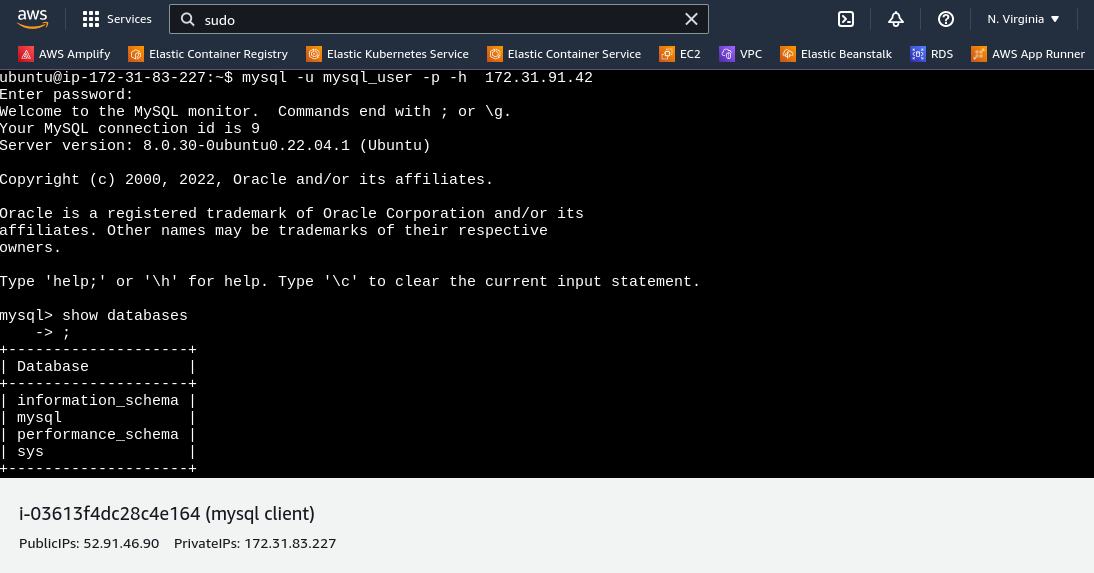 aws Services sudo N. Virginia
AWS Amplify Elastic Container Registry Elastic Kubernetes Service Elastic Container Service EC2 VPC Elastic Beanstalk RDS AWS App Runner
ubuntu@ip-172-31-83-227:~$ mysql -u mysql_user -p -h  172.31.91.42
Enter password:
Welcome to the MySQL monitor.  Commands end with ; or \g.
Your MySQL connection id is 9
Server version: 8.0.30-0ubuntu0.22.04.1 (Ubuntu)

Copyright (c) 2000, 2022, Oracle and/or its affiliates.

Oracle is a registered trademark of Oracle Corporation and/or its
affiliates. Other names may be trademarks of their respective
owners.

Type 'help;' or '\h' for help. Type '\c' to clear the current input statement.

mysql> show databases
    -> ;
+--------------------+
| Database           |
+--------------------+
| information_schema |
| mysql              |
| performance_schema |
| sys                |
+--------------------+
i-03613f4dc28c4e164 (mysql client)
PublicIPs: 52.91.46.90 PrivateIPs: 172.31.83.227